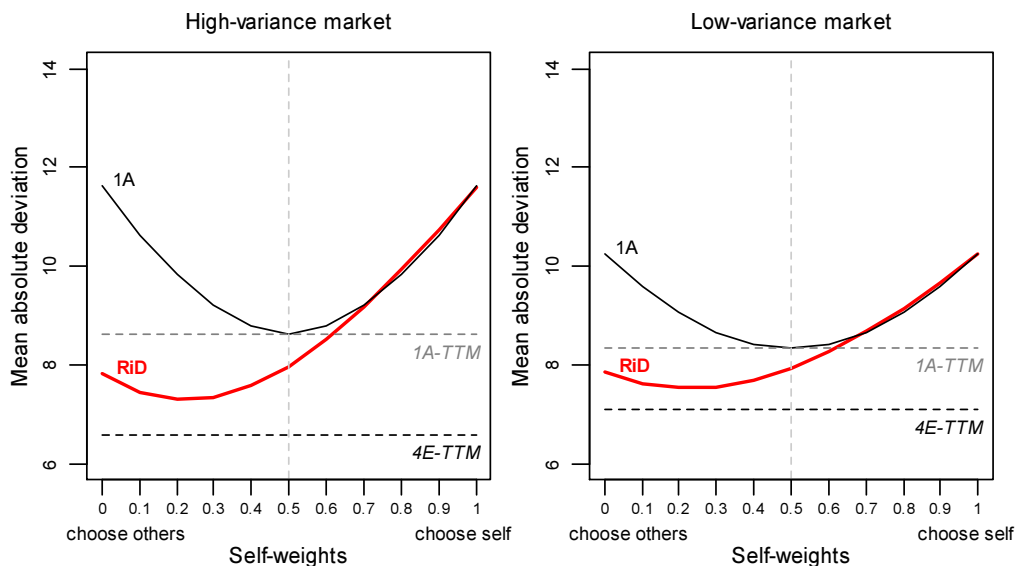 High-variance market
Mean absolute deviation
14
12
10
8
6
1A
RiD
1A-TTM
4E-TTM
0 0.1 0.2 0.3 0.4 0.5 0.6 0.7 0.8 0.9 1
choose others choose self
Self-weights
Low-variance market
Mean absolute deviation
14
12
10
8
6
1A
RiD
1A-TTM
4E-TTM
0 0.1 0.2 0.3 0.4 0.5 0.6 0.7 0.8 0.9 1
choose others choose self
Self-weights